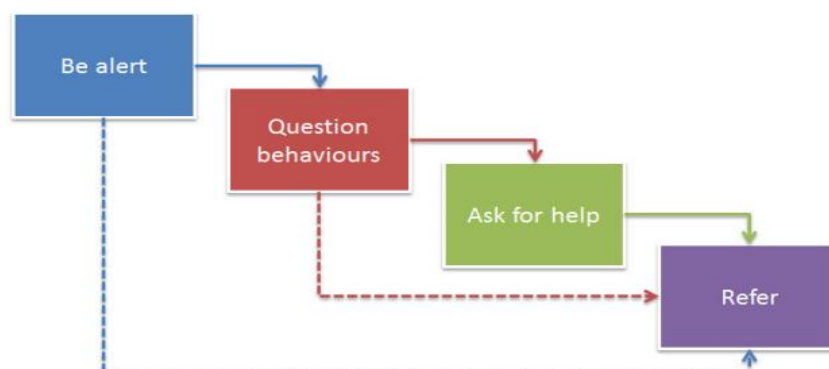 Be alert
Question
behaviours
Ask for help
Refer